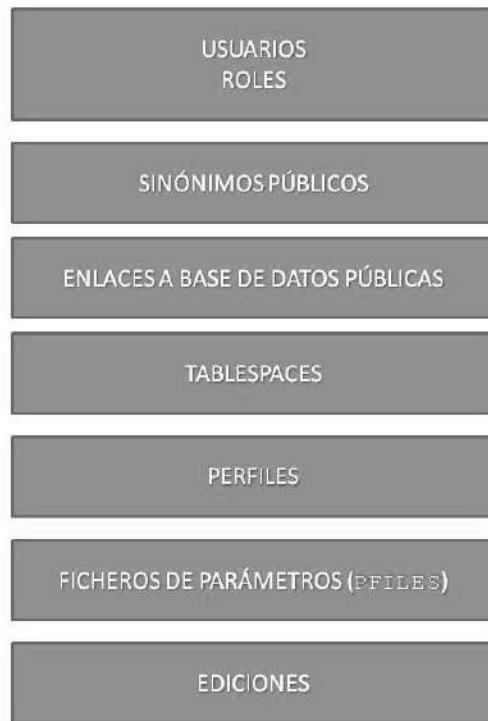 USUARIOS
ROLES
SINÓNIMOS PÚBLICOS
ENLACES A BASE DE DATOS PÚBLICAS
TABLESPACES
PERFILES
FICHEROS DE PARÁMETROS (PFILES)
EDICIONES